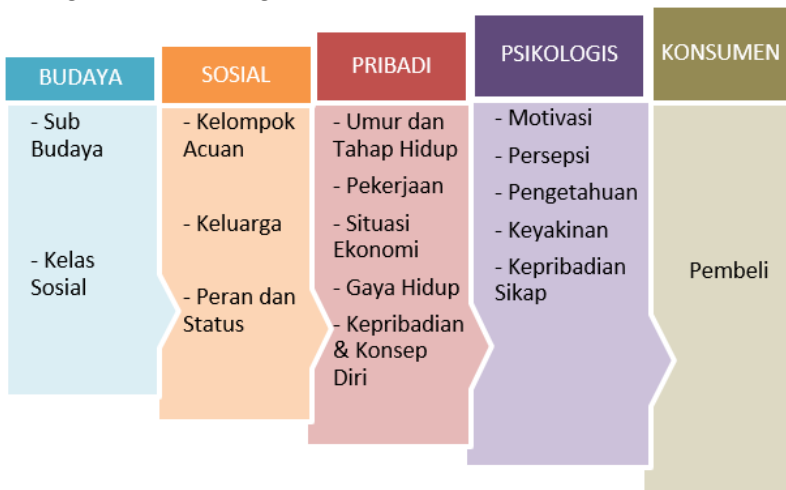 BUDAYA
- Sub
Budaya
- Kelas
Sosial
SOSIAL
- Kelompok
Acuan
- Keluarga
- Peran dan
Status
PRIBADI
- Umur dan
Tahap Hidup
- Pekerjaan
- Situasi
Ekonomi
- Gaya Hidup
- Kepribadian
& Konsep
Diri
PSIKOLOGIS
- Motivasi
- Persepsi
- Pengetahuan
- Keyakinan
- Kepribadian
Sikap
KONSUMEN
Pembeli